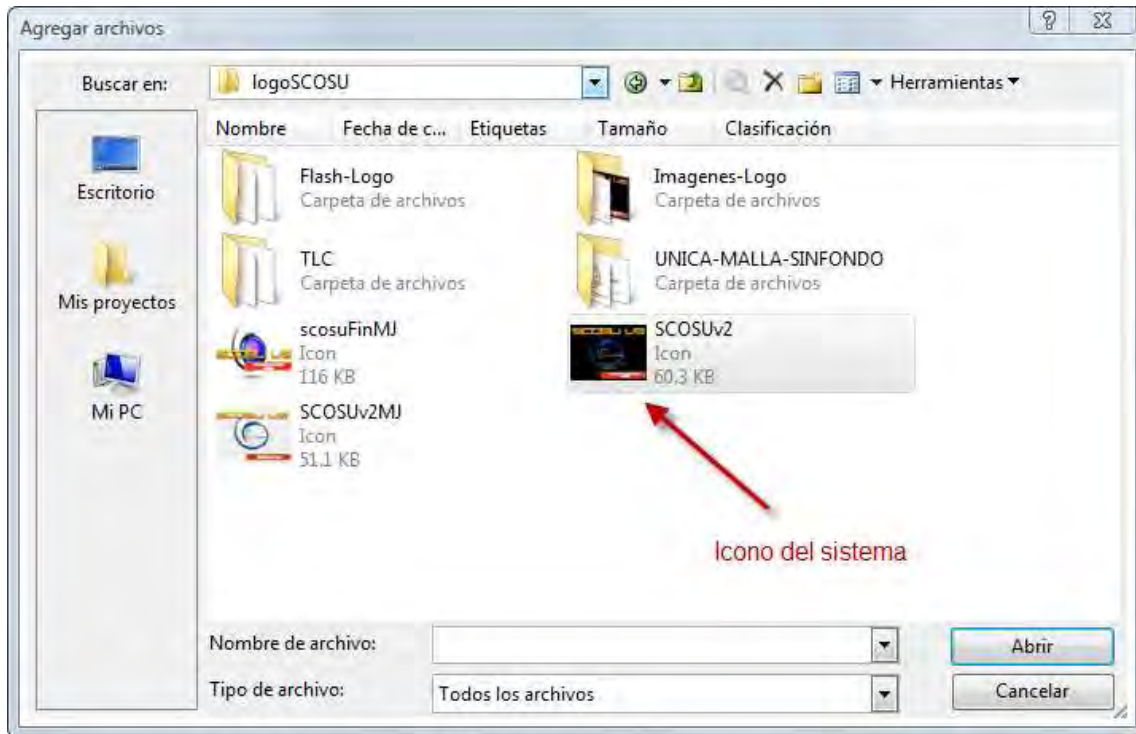 Agregar archivos
Buscar en:
logoSCOSU
Herramientas
Nombre Fecha de c... Etiquetas Tamaño Clasificación
Escritorio
Mis proyectos
Mi PC
Flash-Logo
Carpeta de archivos
Imagenes-Logo
Carpeta de archivos
TLC
Carpeta de archivos
UNICA-MALLA-SINFONDO
Carpeta de archivos
scosuFinMJ
Icon
116 KB
SCOSUv2
Icon
60,3 KB
SCOSUv2MJ
Icon
51,1 KB
Icono del sistema
Nombre de archivo:
Abrir
Tipo de archivo:
Todos los archivos
Cancelar